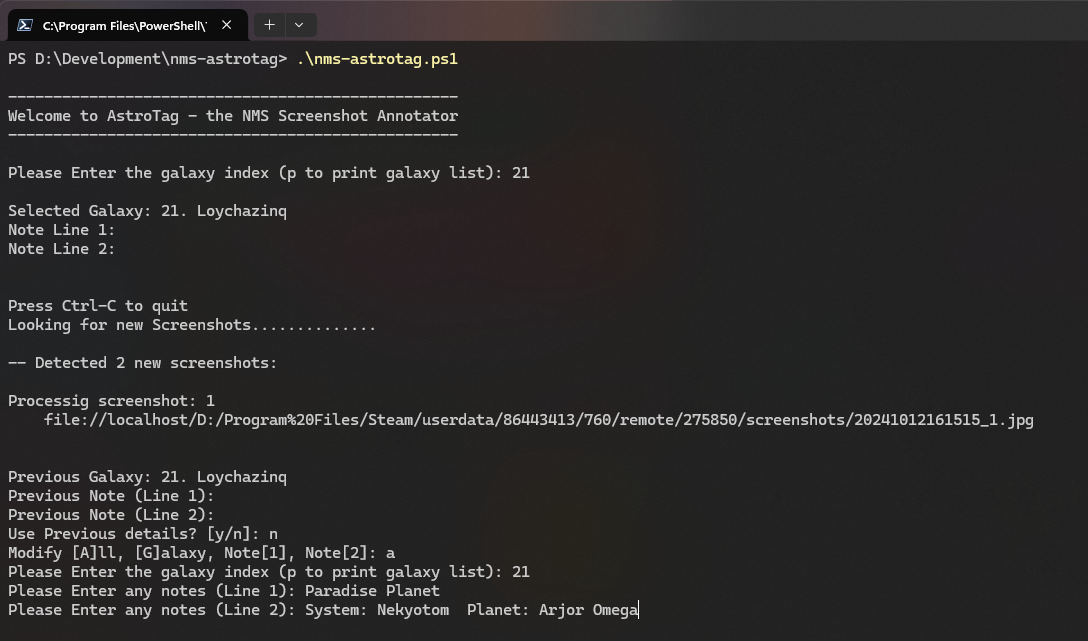 C:\Program Files\PowerShell\
PS D:\Development\nms-astrotag> .\nms-astrotag.ps1
--------------------------------------------------
Welcome to AstroTag - the NMS Screenshot Annotator
--------------------------------------------------
Please Enter the galaxy index (p to print galaxy list): 21
Selected Galaxy: 21. Loychazinq
Note Line 1:
Note Line 2:
Press Ctrl-C to quit
Looking for new Screenshots..............
-- Detected 2 new screenshots:
Processig screenshot: 1
file://localhost/D:/Program%20Files/Steam/userdata/86443413/760/remote/275850/screenshots/20241012161515_1.jpg
Previous Galaxy: 21. Loychazinq
Previous Note (Line 1):
Previous Note (Line 2):
Use Previous details? [y/n]: n
Modify [A]ll, [G]alaxy, Note[1], Note[2]: a
Please Enter the galaxy index (p to print galaxy list): 21
Please Enter any notes (Line 1): Paradise Planet
Please Enter any notes (Line 2): System: Nekyotom  Planet: Arjor Omega